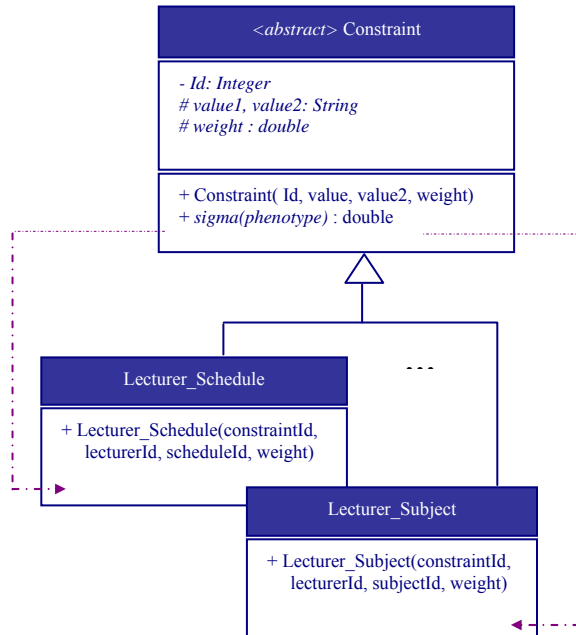 <abstract> Constraint
- Id: Integer
# value1, value2: String
# weight : double
+ Constraint( Id, value, value2, weight)
+ sigma(phenotype) : double
...
Lecturer_Schedule
+ Lecturer_Schedule(constraintId,
lecturerId, scheduleId, weight)
Lecturer_Subject
+ Lecturer_Subject(constraintId,
lecturerId, subjectId, weight)